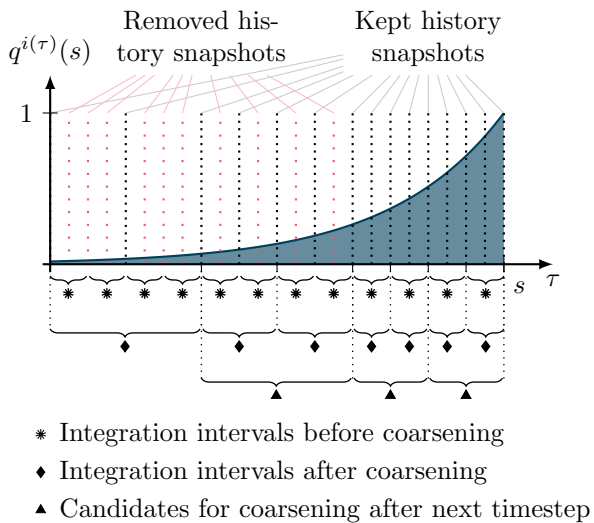 Removed his-
tory snapshots
Kept history
snapshots
q^{i(τ)}(s)
1
s
τ
Integration intervals before coarsening
Integration intervals after coarsening
Candidates for coarsening after next timestep